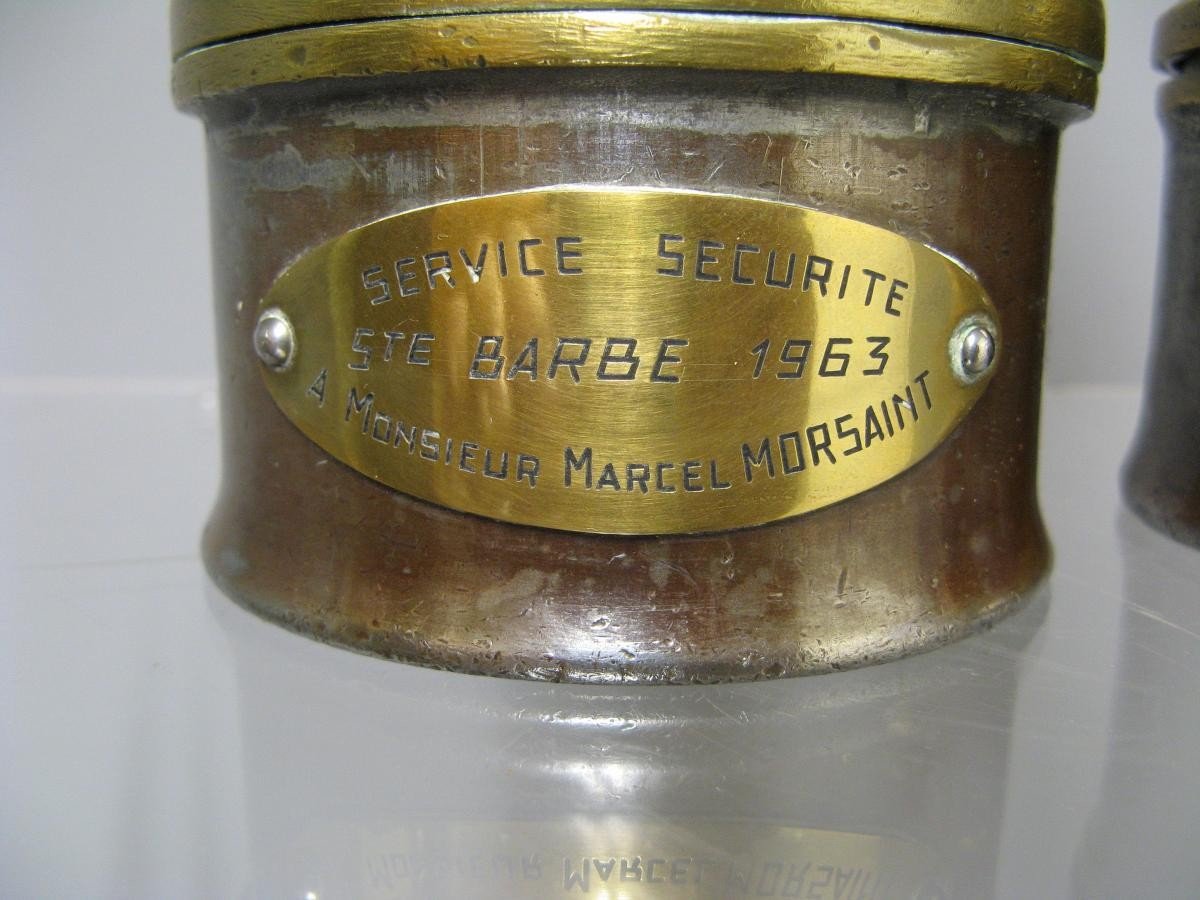 SERVICE SECURITE
STE BARBE 1963
A MONSIEUR MARCEL MORSAINT